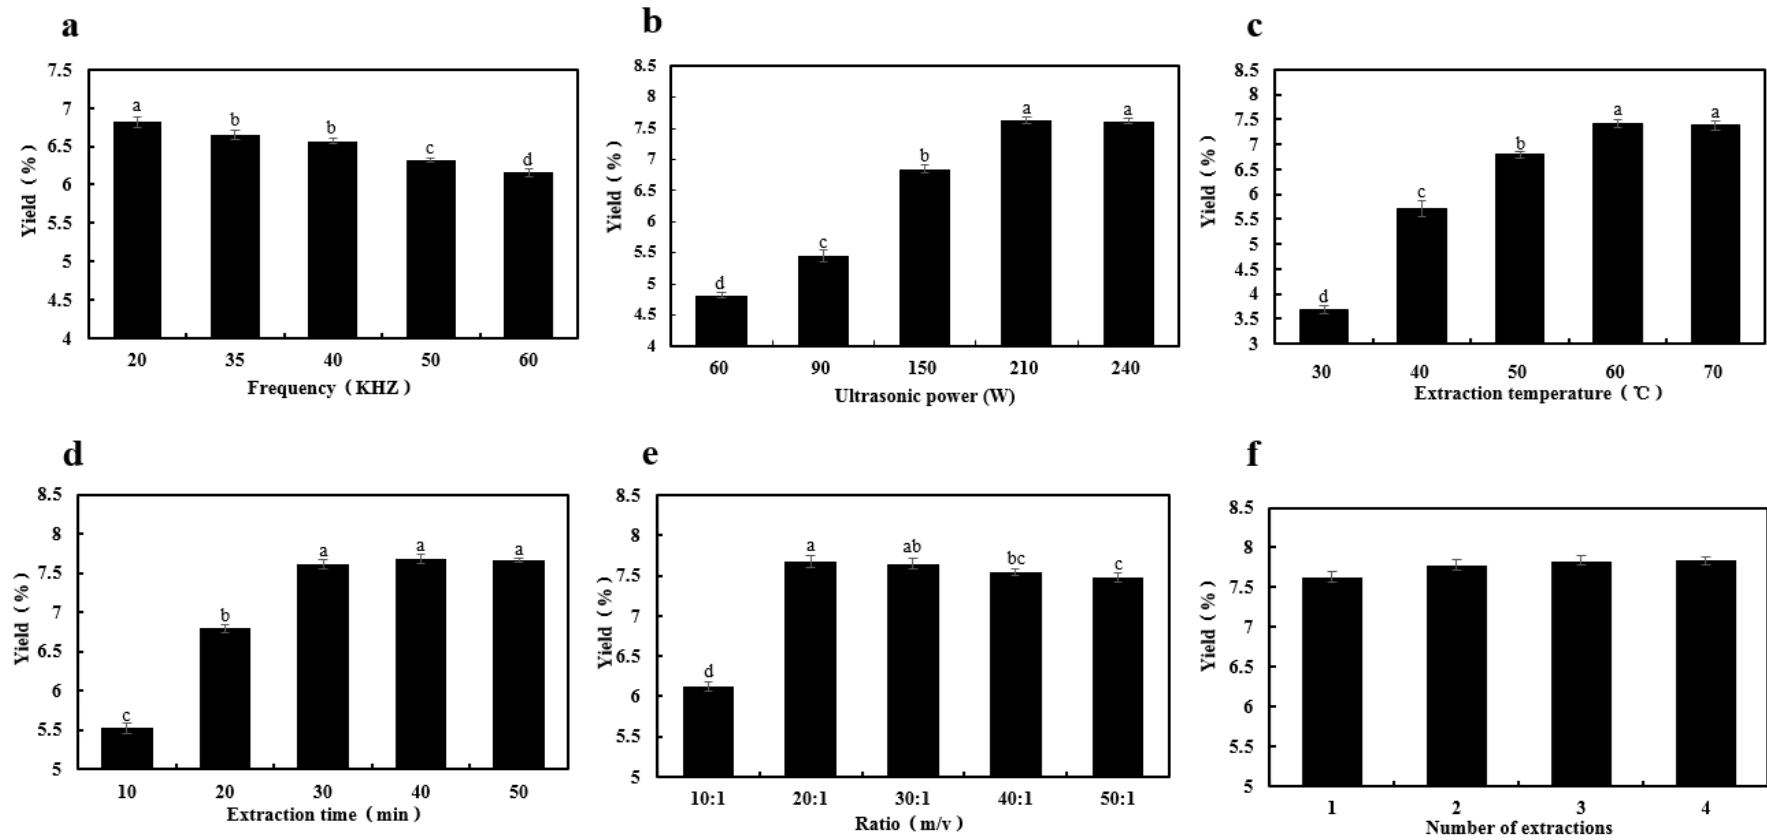 a
7.5
7
6.5
6
5.5
5
4.5
4
Yield（%）
a
b
b
c
d
20 35 40 50 60
Frequency（KHZ）
b
8.5
8
7.5
7
6.5
6
5.5
5
4.5
4
Yield（%）
d
c
b
a
a
60 90 150 210 240
Ultrasonic power (W)
c
8.5
8
7.5
7
6.5
6
5.5
5
4.5
4
3.5
3
Yield（%）
d
c
b
a
a
30 40 50 60 70
Extraction temperature（℃）
d
8.5
8
7.5
7
6.5
6
5.5
5
Yield（%）
c
b
a
a
a
10 20 30 40 50
Extraction time（min）
e
8.5
8
7.5
7
6.5
6
5.5
5
Yield（%）
d
a
ab
bc
c
10:1 20:1 30:1 40:1 50:1
Ratio（m/v）
f
8.5
8
7.5
7
6.5
6
5.5
5
Yield（%）
1 2 3 4
Number of extractions